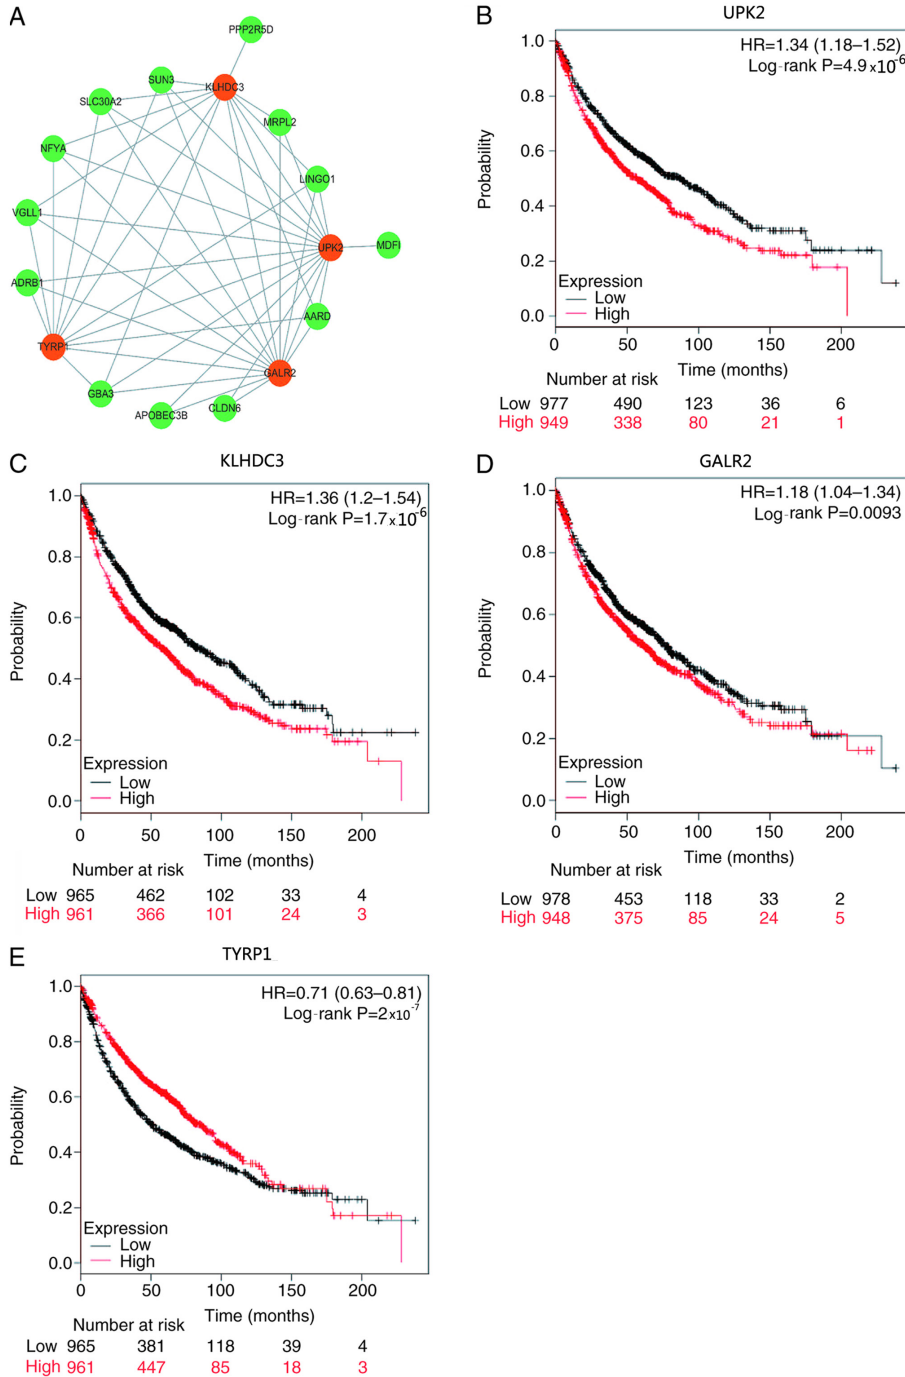 A
PPP2R5D
SUN3
KLHDC3
SLC30A2
MRPL2
NFYA
LINGO1
VGLL1
UPK2
MDFI
ADRB1
AARD
TYRP1
GALR2
GBA3
APOBEC3B
CLDN6
B
UPK2
HR=1.34 (1.18–1.52)
Log-rank P=4.9 x10-6
Probability
1.0
0.8
0.6
0.4
0.2
0.0
Expression
Low
High
0 50 100 150 200
Time (months)
Number at risk
Low 977 490 123 36 6
High 949 338 80 21 1
C
KLHDC3
HR=1.36 (1.2–1.54)
Log-rank P=1.7x10-6
Probability
1.0
0.8
0.6
0.4
0.2
0.0
Expression
Low
High
0 50 100 150 200
Time (months)
Number at risk
Low 965 462 102 33 4
High 961 366 101 24 3
D
GALR2
HR=1.18 (1.04–1.34)
Log-rank P=0.0093
Probability
1.0
0.8
0.6
0.4
0.2
0.0
Expression
Low
High
0 50 100 150 200
Time (months)
Number at risk
Low 978 453 118 33 2
High 948 375 85 24 5
E
TYRP1
HR=0.71 (0.63–0.81)
Log-rank P=2x10-7
Probability
1.0
0.8
0.6
0.4
0.2
0.0
Expression
Low
High
0 50 100 150 200
Time (months)
Number at risk
Low 965 381 118 39 4
High 961 447 85 18 3